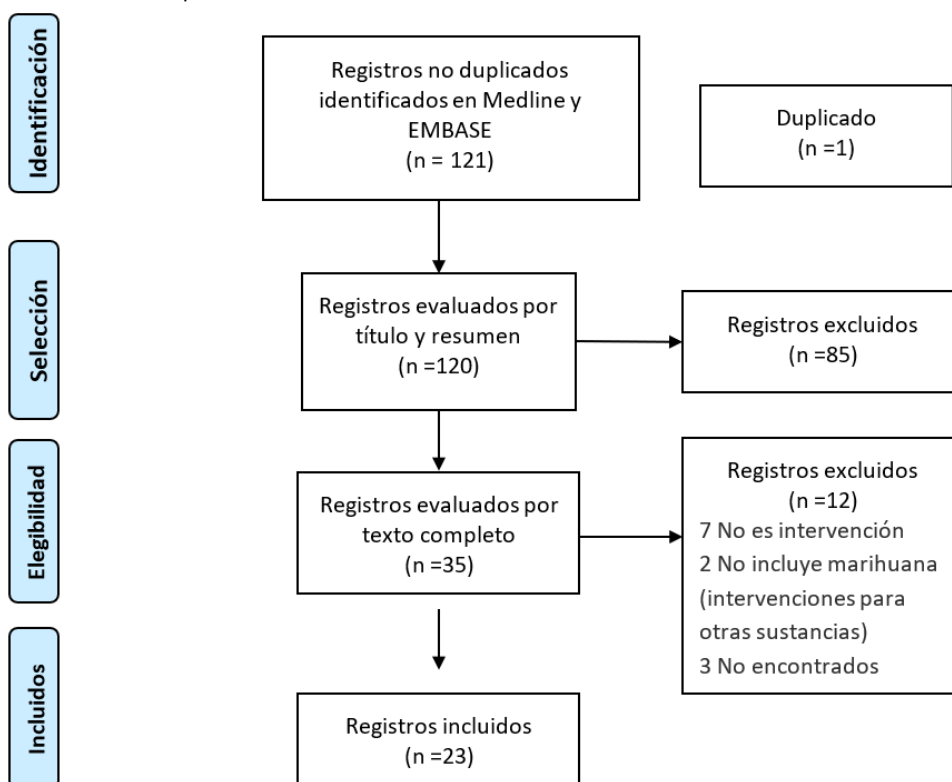 Identificación
Registros no duplicados
identificados en Medline y
EMBASE
(n = 121)
Duplicado
(n =1)
Selección
Registros evaluados por
título y resumen
(n =120)
Registros excluidos
(n =85)
Elegibilidad
Registros evaluados por
texto completo
(n =35)
Registros excluidos
(n =12)
7 No es intervención
2 No incluye marihuana
(intervenciones para
otras sustancias)
3 No encontrados
Incluidos
Registros incluidos
(n =23)